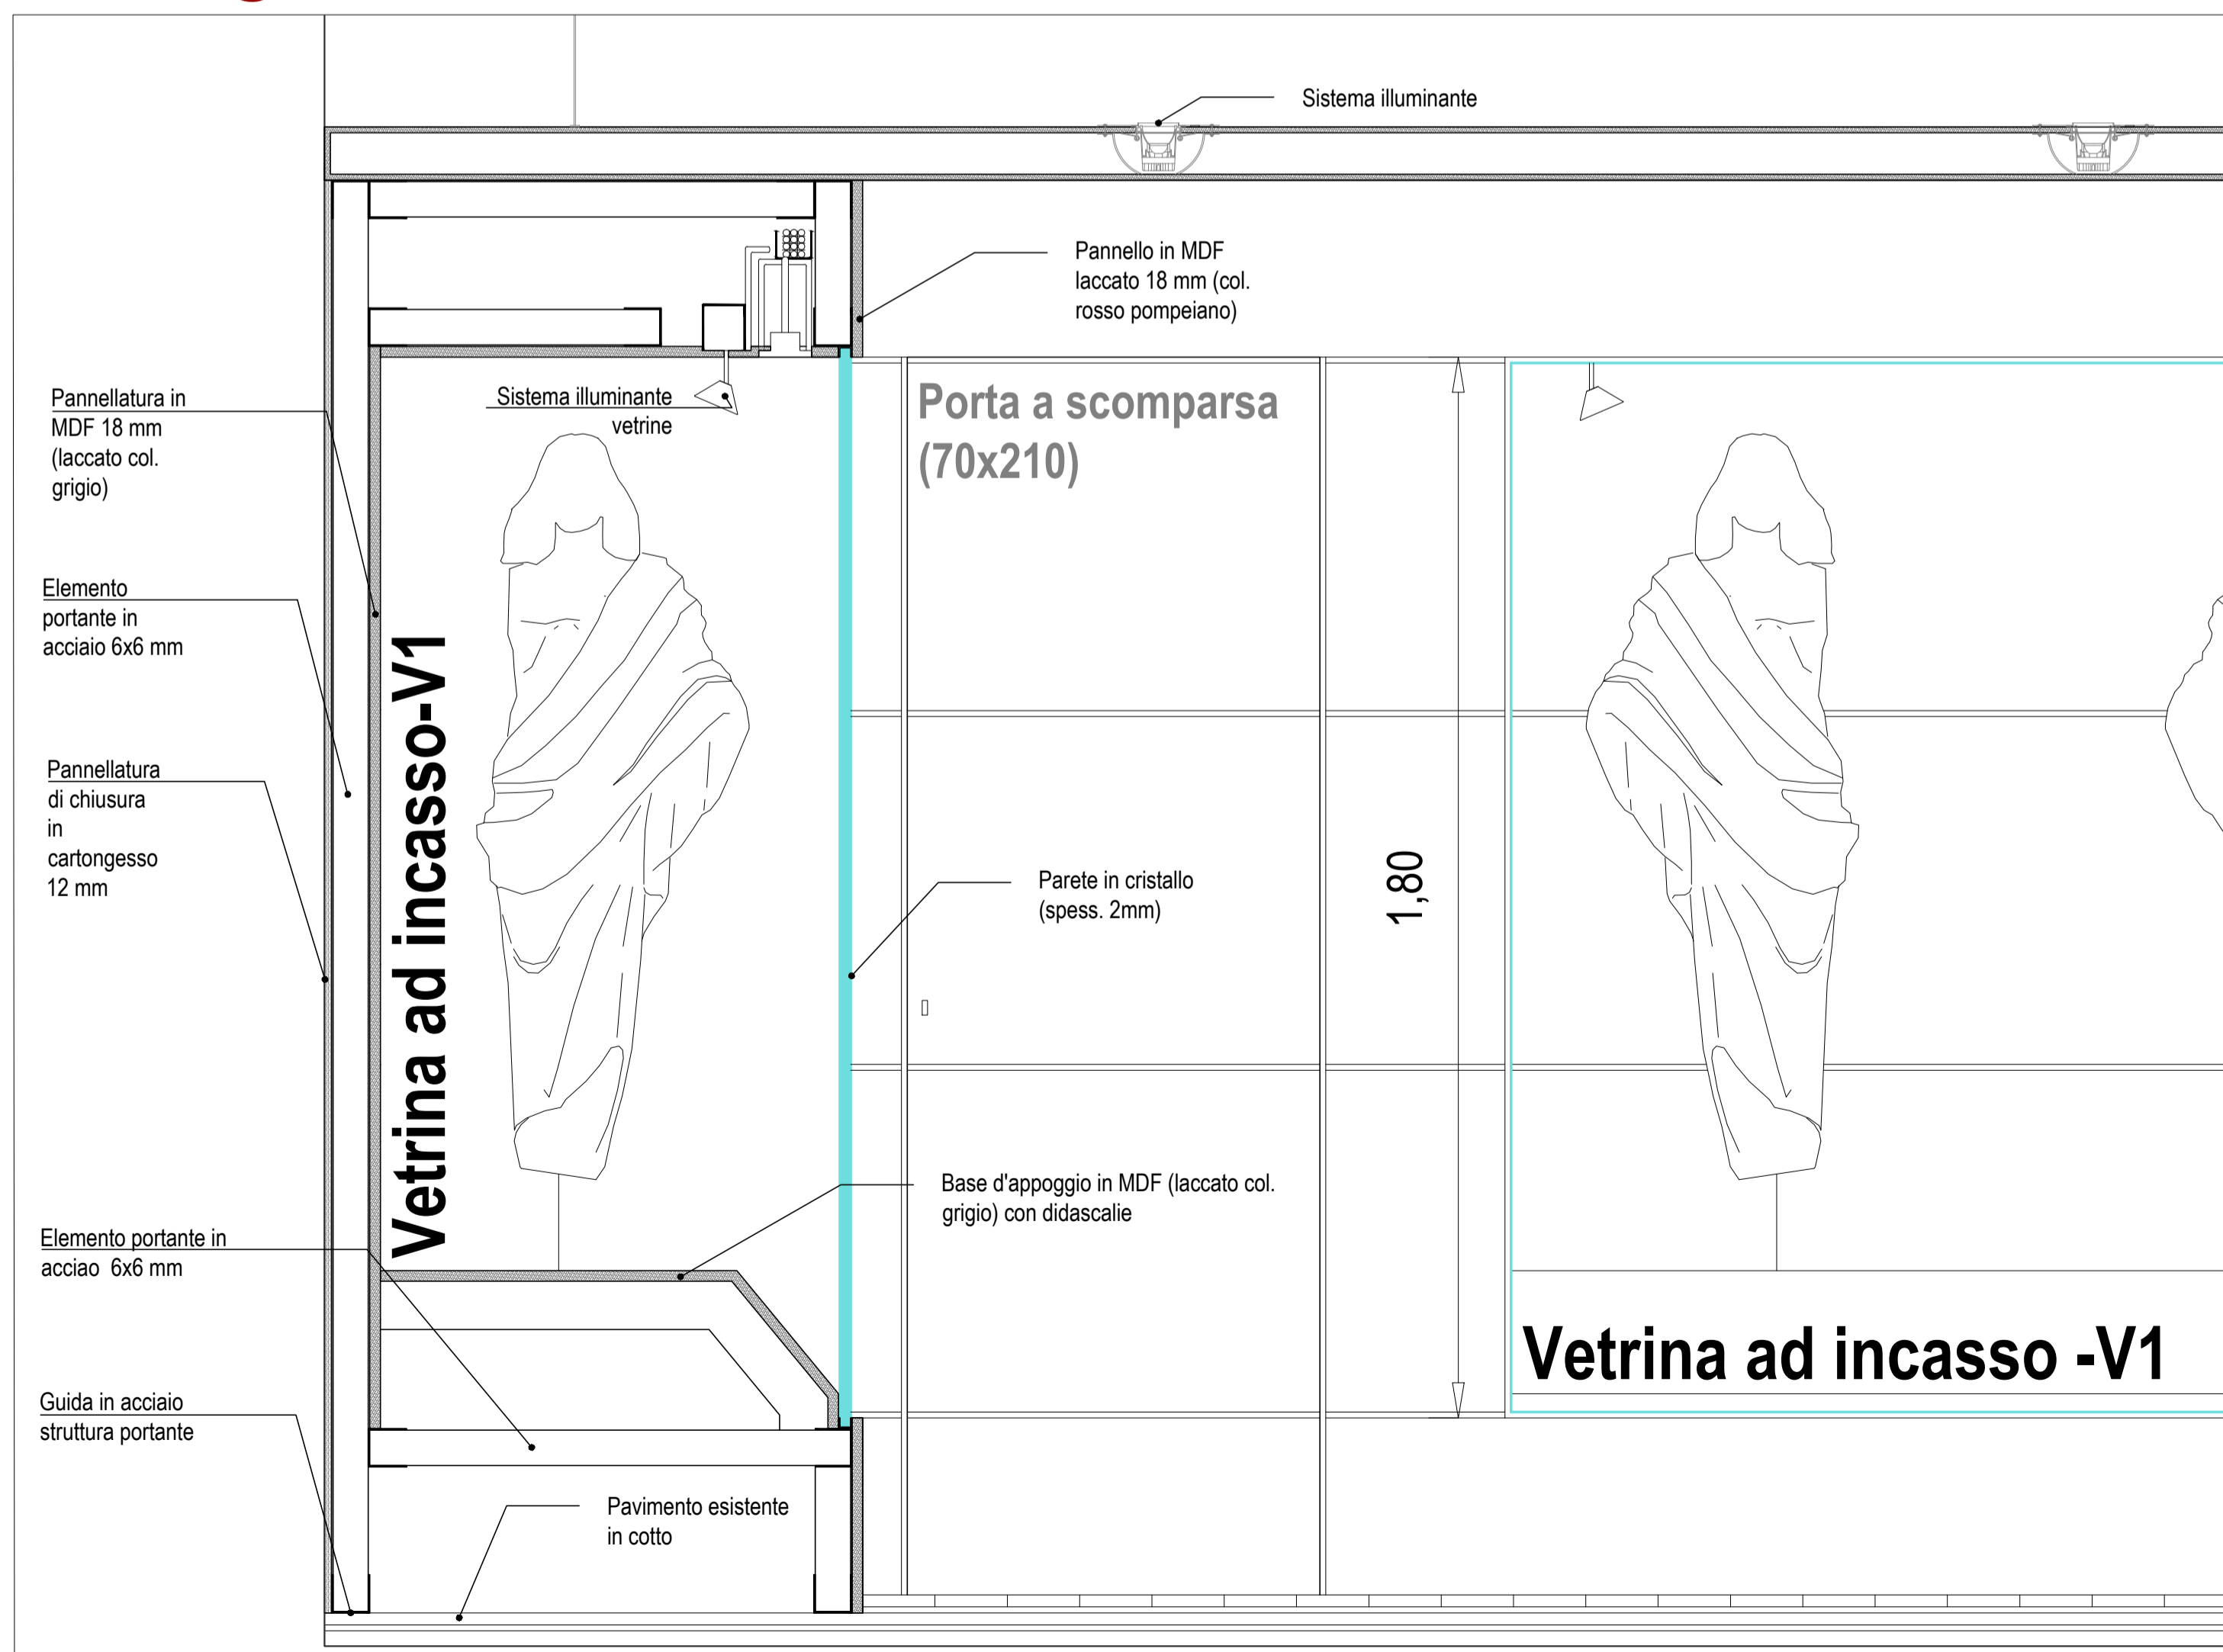 Sistema illuminante
Pannello in MDF
laccato 18 mm (col.
rosso pompeiano)
Pannellatura in
MDF 18 mm
(laccato col.
grigio)
Sistema illuminante
vetrine
Porta a scomparsa
(70x210)
Elemento
portante in
acciaio 6x6 mm
Vetrina ad incasso-V1
Pannellatura
di chiusura
in
cartongesso
12 mm
Parete in cristallo
(spess. 2mm)
1,80
Base d'appoggio in MDF (laccato col.
grigio) con didascalie
Elemento portante in
acciao 6x6 mm
Vetrina ad incasso -V1
Guida in acciaio
struttura portante
Pavimento esistente
in cotto